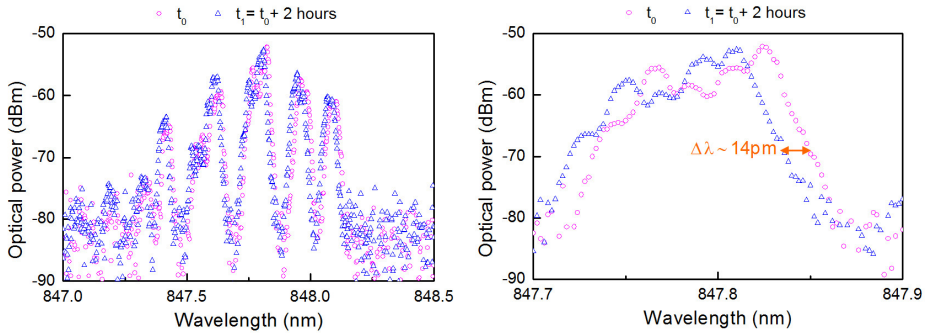 ○ t₀ △ t₁= t₀ + 2 hours
-50
-60
-70
-80
-90
Optical power (dBm)
847.0 847.5 848.0 848.5
Wavelength (nm)
○ t₀ △ t₁= t₀ + 2 hours
-50
-60
-70
-80
-90
Optical power (dBm)
Δλ~ 14pm
847.7 847.8 847.9
Wavelength (nm)